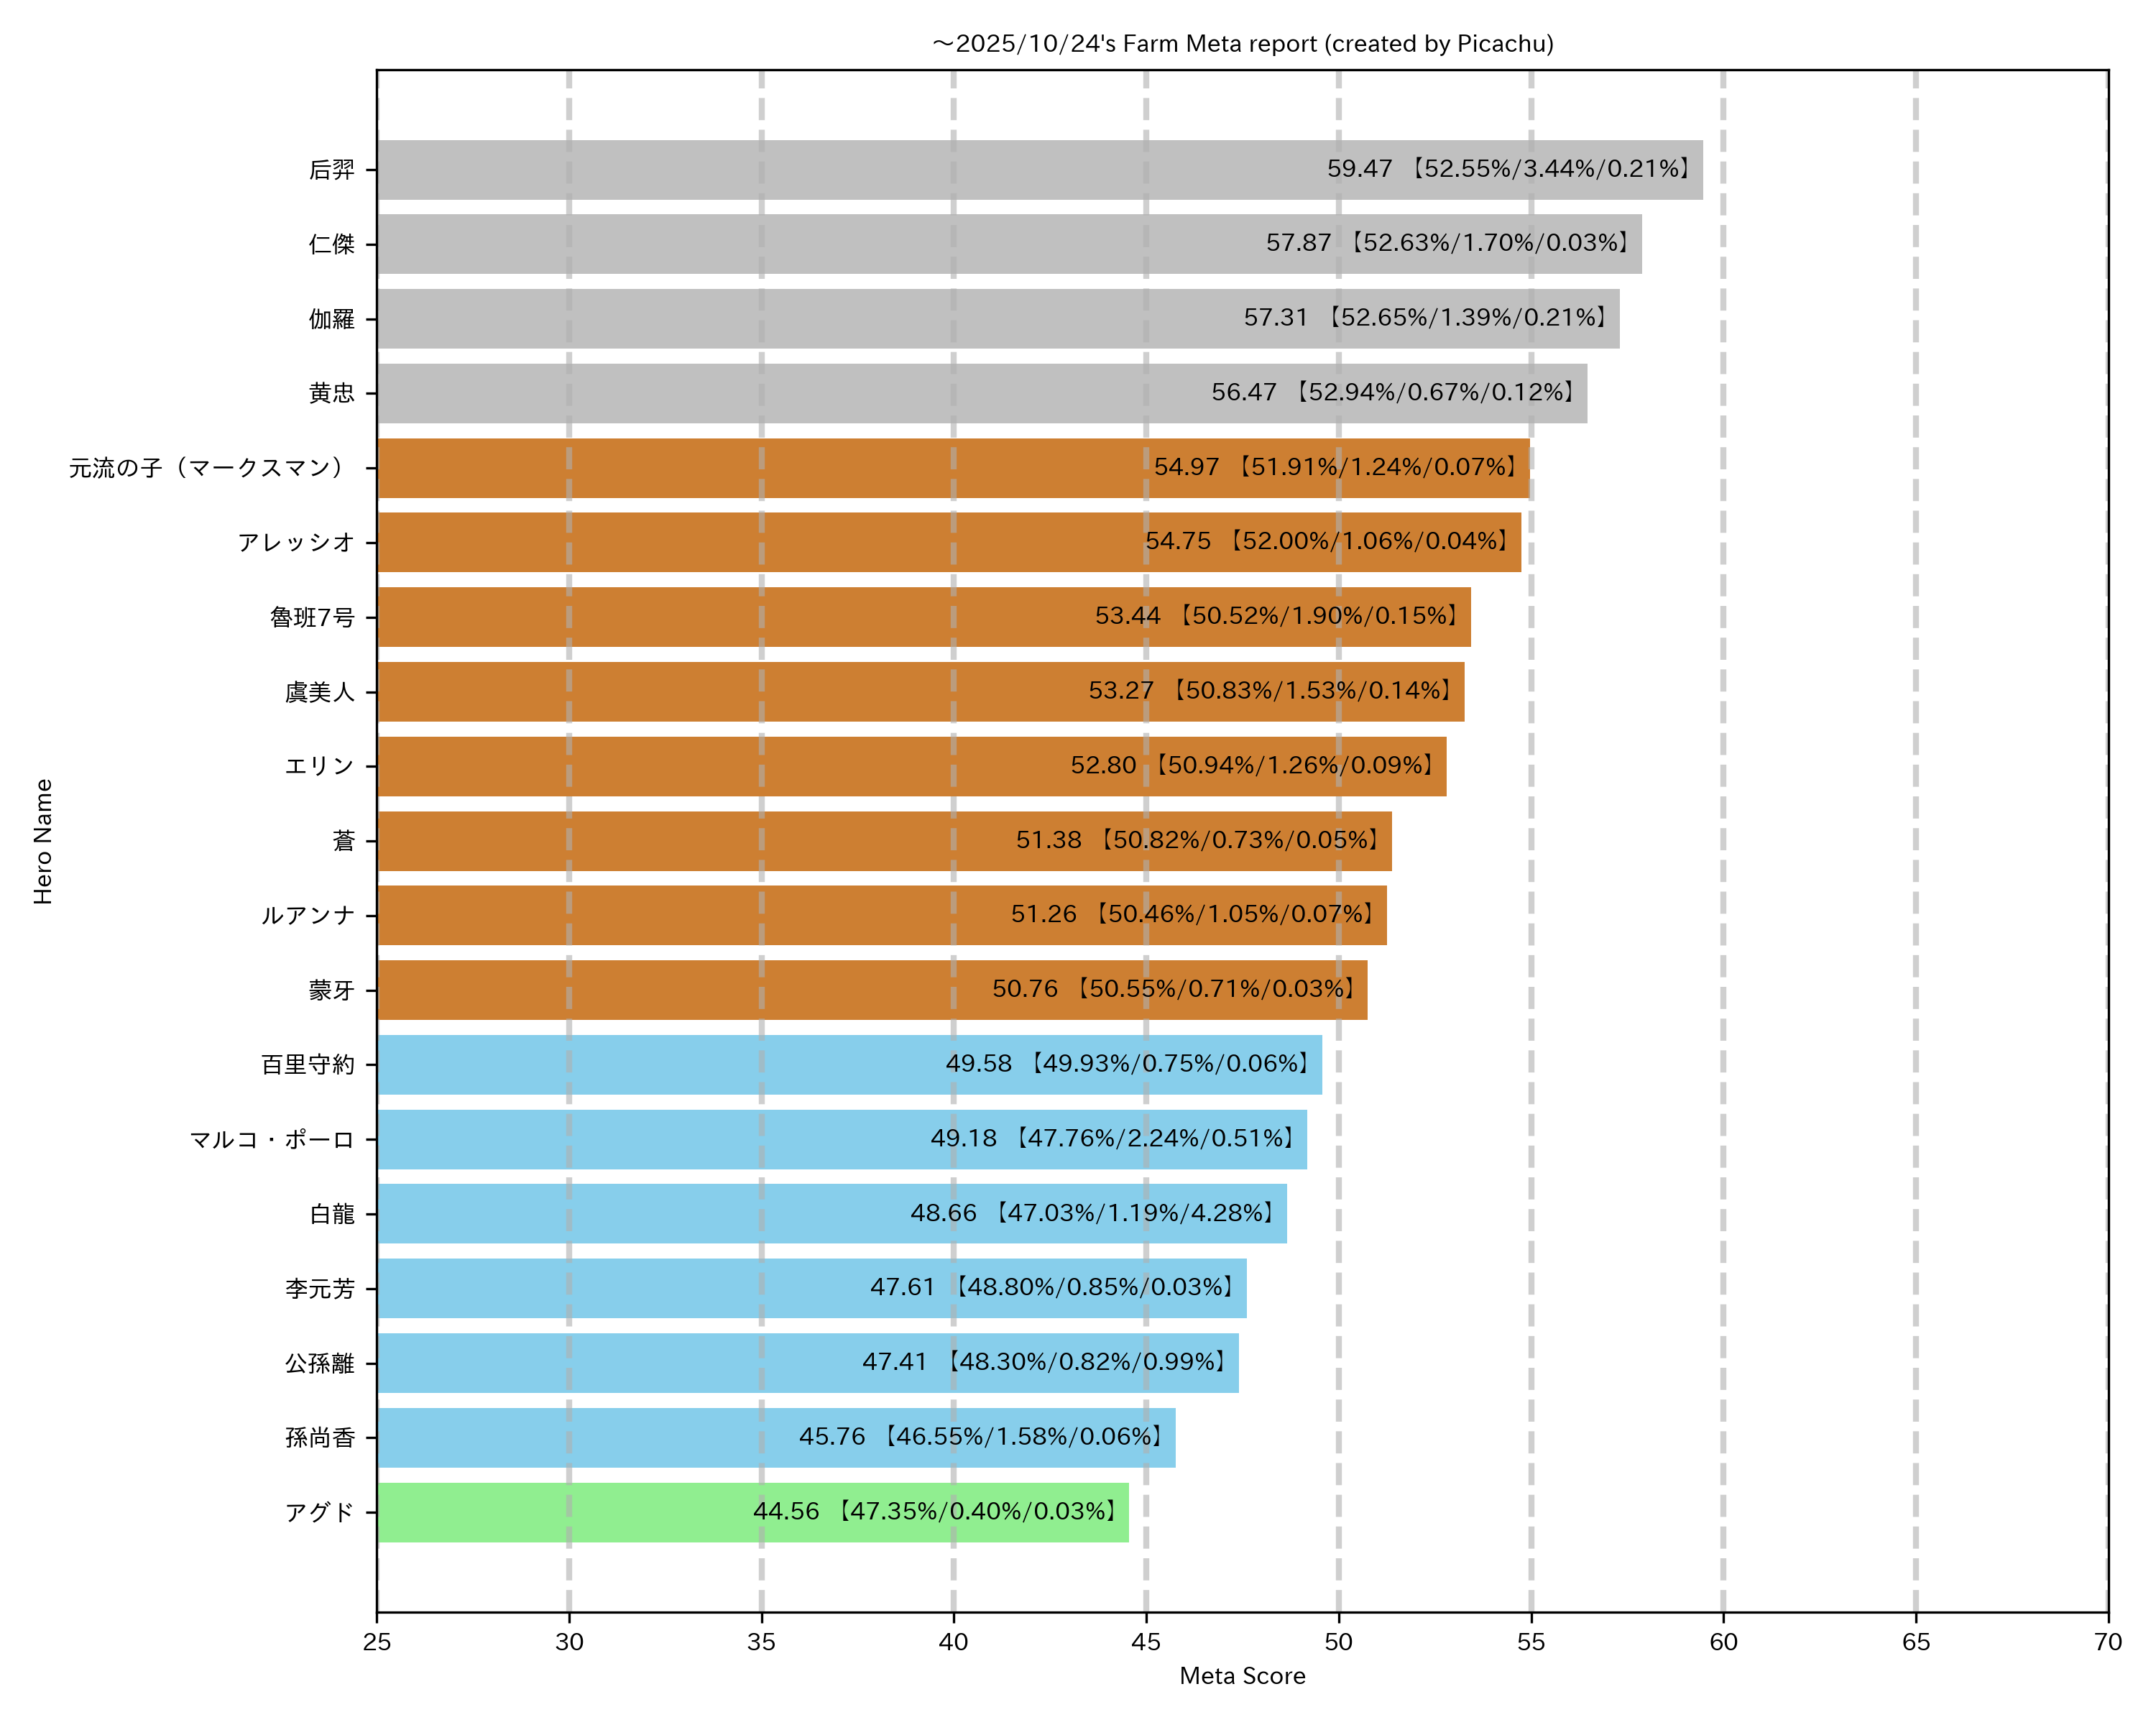 ～2025/10/24's Farm Meta report (created by Picachu)
后羿 59.47 【52.55%/3.44%/0.21%】
仁傑 57.87 【52.63%/1.70%/0.03%】
伽羅 57.31 【52.65%/1.39%/0.21%】
黄忠 56.47 【52.94%/0.67%/0.12%】
元流の子（マークスマン） 54.97 【51.91%/1.24%/0.07%】
アレッシオ 54.75 【52.00%/1.06%/0.04%】
魯班7号 53.44 【50.52%/1.90%/0.15%】
虞美人 53.27 【50.83%/1.53%/0.14%】
エリン 52.80 【50.94%/1.26%/0.09%】
蒼 51.38 【50.82%/0.73%/0.05%】
ルアンナ 51.26 【50.46%/1.05%/0.07%】
蒙牙 50.76 【50.55%/0.71%/0.03%】
百里守約 49.58 【49.93%/0.75%/0.06%】
マルコ・ポーロ 49.18 【47.76%/2.24%/0.51%】
白龍 48.66 【47.03%/1.19%/4.28%】
李元芳 47.61 【48.80%/0.85%/0.03%】
公孫離 47.41 【48.30%/0.82%/0.99%】
孫尚香 45.76 【46.55%/1.58%/0.06%】
アグド 44.56 【47.35%/0.40%/0.03%】
Hero Name
25 30 35 40 45 50 55 60 65 70
Meta Score